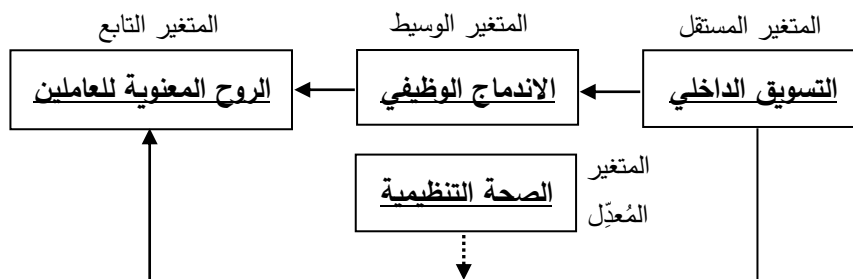 المتغير المستقل
المتغير الوسيط
المتغير التابع
التسويق الداخلي
الاندماج الوظيفي
الروح المعنوية للعاملين
المتغير
المُعدِّل
الصحة التنظيمية